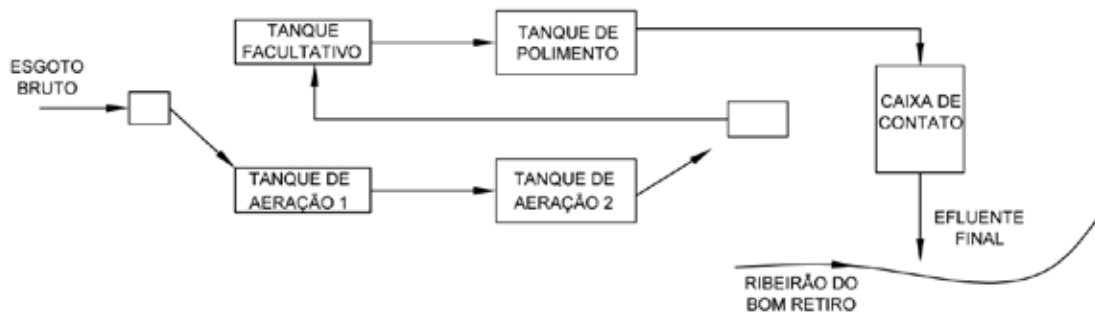 ESGOTO
BRUTO
TANQUE
FACULTATIVO
TANQUE DE
POLIMENTO
CAIXA DE
CONTATO
TANQUE DE
AERAÇÃO 1
TANQUE DE
AERAÇÃO 2
EFLUENTE
FINAL
RIBEIRÃO DO
BOM RETIRO